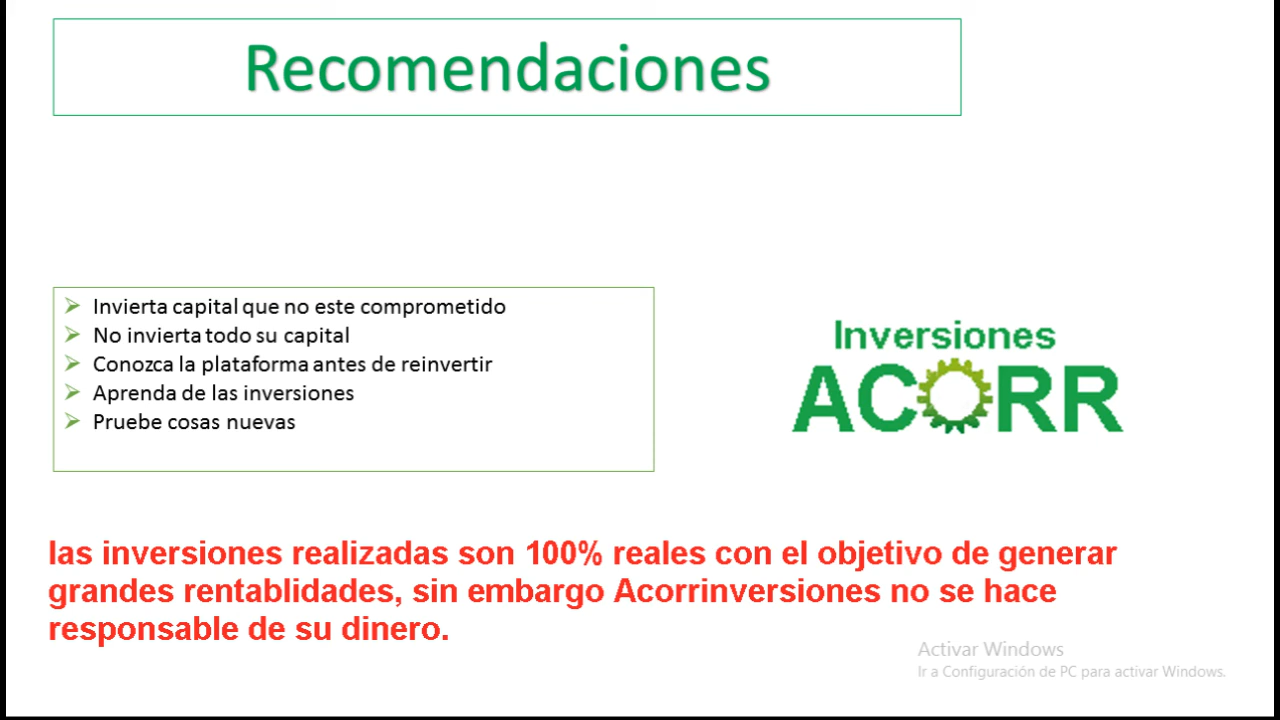 Recomendaciones
Invierta capital que no este comprometido
No invierta todo su capital
Conozca la plataforma antes de reinvertir
Aprenda de las inversiones
Pruebe cosas nuevas
Inversiones
ACORR
las inversiones realizadas son 100% reales con el objetivo de generar
grandes rentablidades, sin embargo Acorrinversiones no se hace
responsable de su dinero.
Activar Windows
Ir a Configuración de PC para activar Windows.